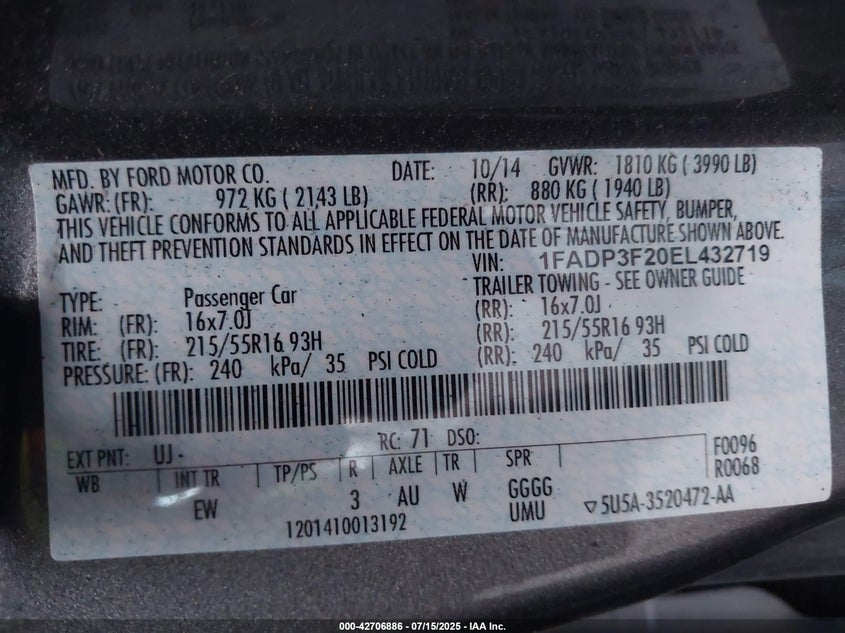 MFD. BY FORD MOTOR CO. DATE: 10/14 GVWR: 1810 KG ( 3990 LB)
GAWR: (FR): 972 KG ( 2143 LB) (RR): 880 KG ( 1940 LB)
THIS VEHICLE CONFORMS TO ALL APPLICABLE FEDERAL MOTOR VEHICLE SAFETY, BUMPER,
AND THEFT PREVENTION STANDARDS IN EFFECT ON THE DATE OF MANUFACTURE SHOWN ABOVE.
VIN: 1FADP3F20EL432719
TYPE: Passenger Car TRAILER TOWING - SEE OWNER GUIDE
RIM: (FR): 16x7.0J (RR): 16x7.0J
TIRE: (FR): 215/55R16 93H (RR): 215/55R16 93H
PRESSURE: (FR): 240 kPa/ 35 PSI COLD (RR): 240 kPa/ 35 PSI COLD
EXT PNT: UJ RC: 71 DSO: F0096
WB INT TR TP/PS R AXLE TR SPR R0068
EW 3 AU W GGGG
1201410013192 UMU ▽5U5A-3520472-AA
000-42706886 - 07/15/2025 - IAA Inc.